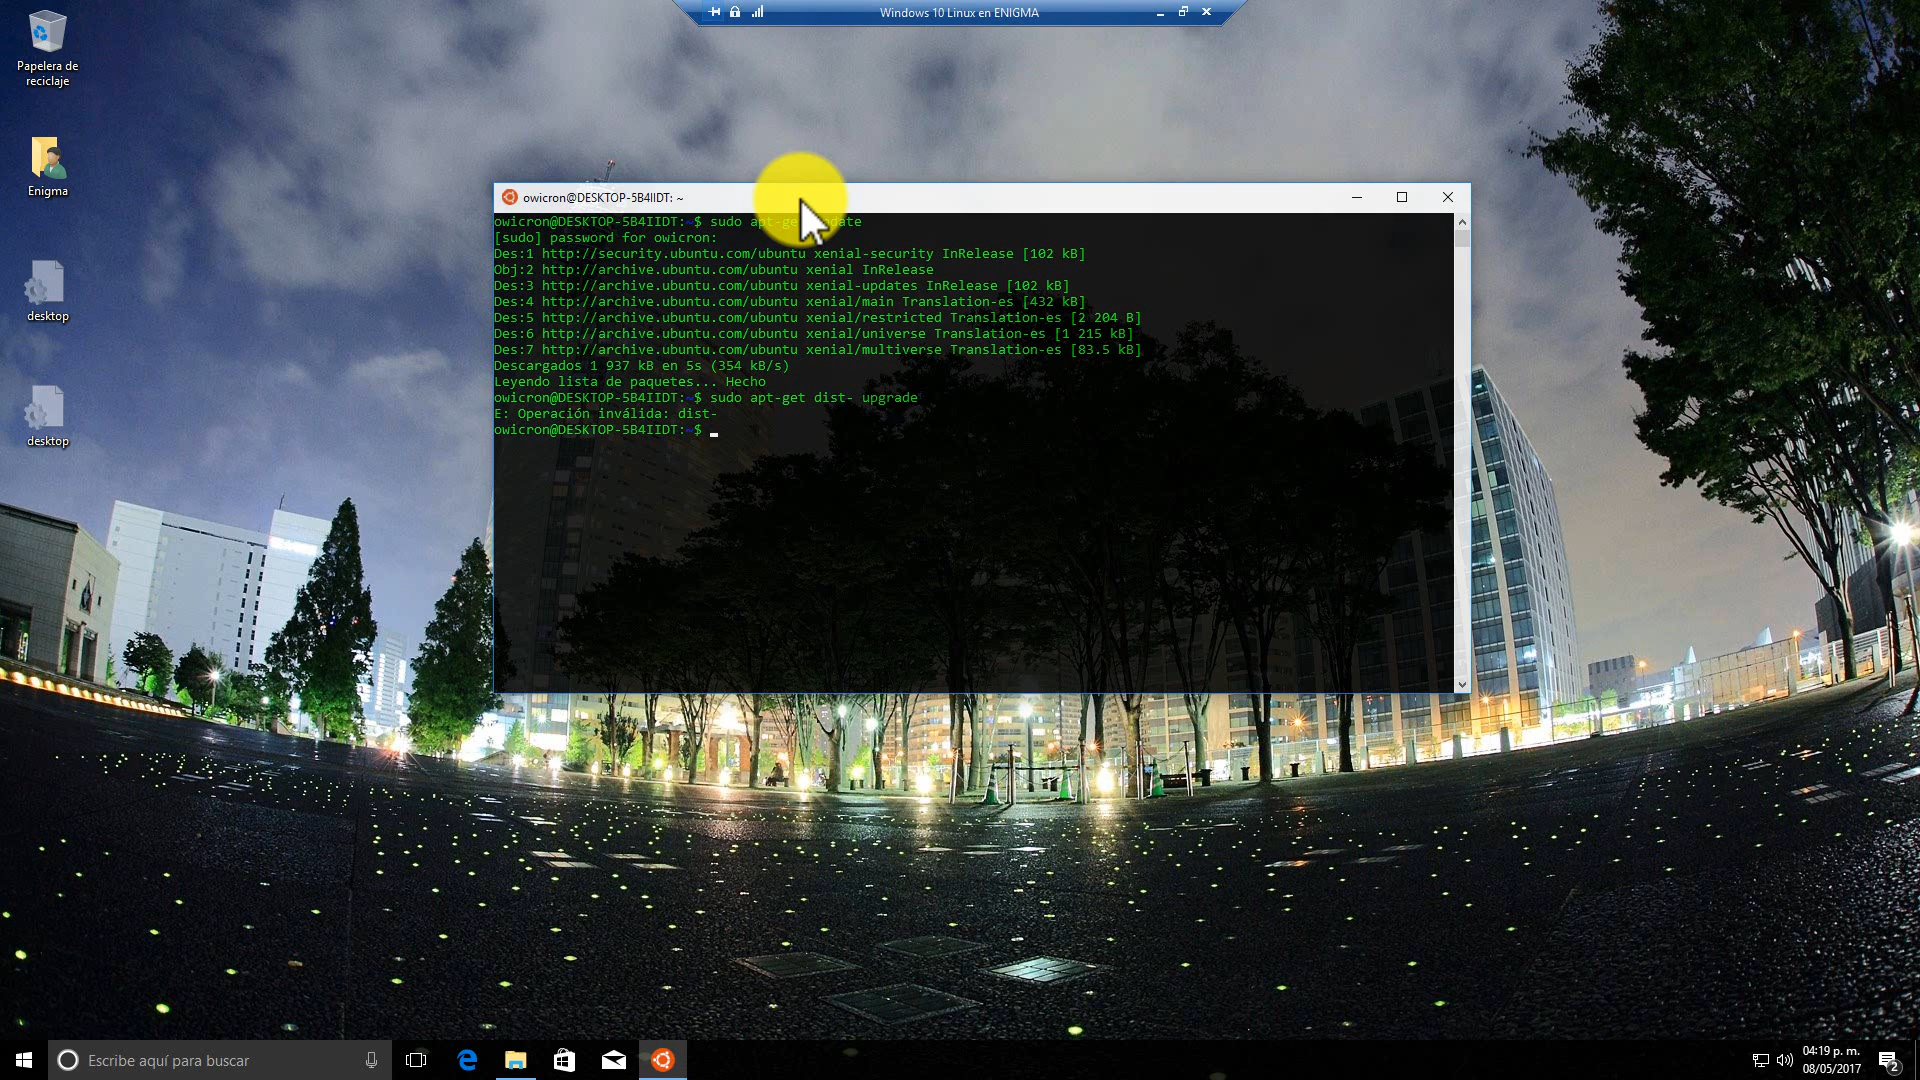 Windows 10 Linux en ENIGMA
Papelera de
reciclaje
Enigma
desktop
desktop
owicron@DESKTOP-5B4IIDT: ~
owicron@DESKTOP-5B4IIDT:~$ sudo apt-get update
[sudo] password for owicron:
Des:1 http://security.ubuntu.com/ubuntu xenial-security InRelease [102 kB]
Obj:2 http://archive.ubuntu.com/ubuntu xenial InRelease
Des:3 http://archive.ubuntu.com/ubuntu xenial-updates InRelease [102 kB]
Des:4 http://archive.ubuntu.com/ubuntu xenial/main Translation-es [432 kB]
Des:5 http://archive.ubuntu.com/ubuntu xenial/restricted Translation-es [2 204 B]
Des:6 http://archive.ubuntu.com/ubuntu xenial/universe Translation-es [1 215 kB]
Des:7 http://archive.ubuntu.com/ubuntu xenial/multiverse Translation-es [83.5 kB]
Descargados 1 937 kB en 5s (354 kB/s)
Leyendo lista de paquetes... Hecho
owicron@DESKTOP-5B4IIDT:~$ sudo apt-get dist- upgrade
E: Operación inválida: dist-
owicron@DESKTOP-5B4IIDT:~$
Escribe aquí para buscar
04:19 p. m.
08/05/2017
2